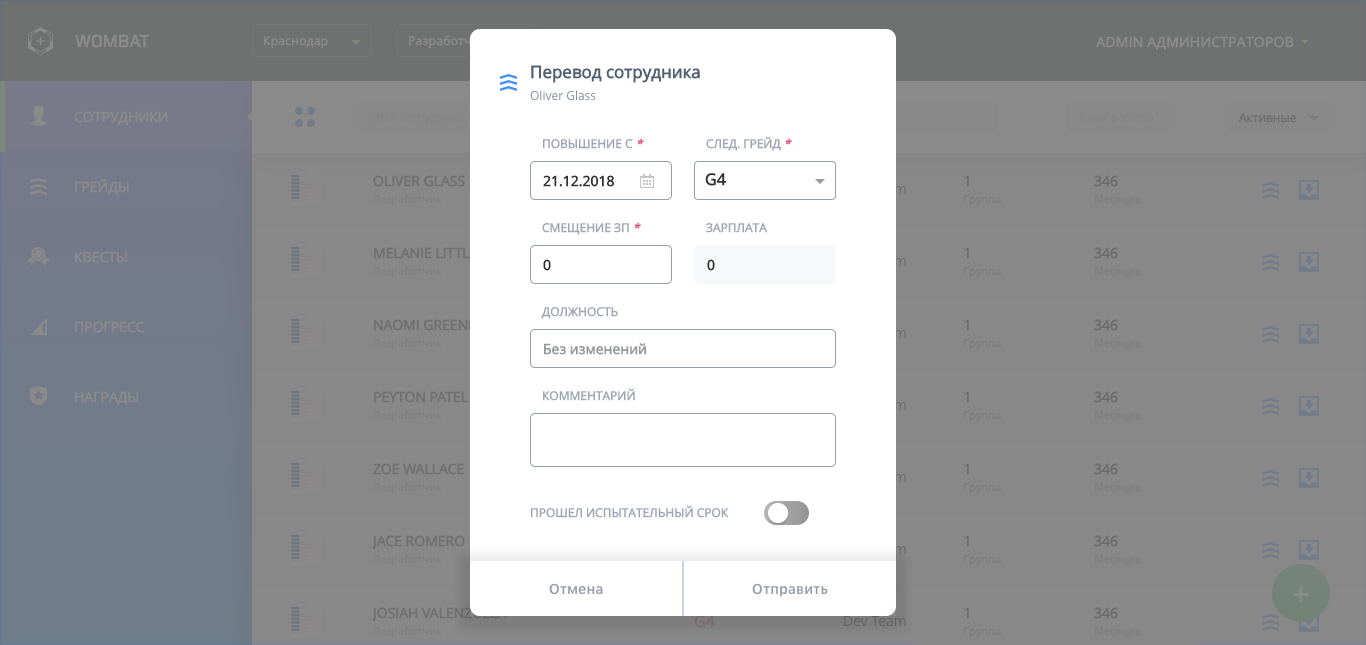 WOMBAT
Краснодар
ADMIN АДМИНИСТРАТОРОВ
СОТРУДНИКИ
ГРЕЙДЫ
КВЕСТЫ
ПРОГРЕСС
НАГРАДЫ
Активные
Перевод сотрудника
Oliver Glass
ПОВЫШЕНИЕ С * СЛЕД. ГРЕЙД *
21.12.2018 G4
СМЕЩЕНИЕ ЗП * ЗАРПЛАТА
0 0
ДОЛЖНОСТЬ
Без изменений
КОММЕНТАРИЙ
ПРОШЕЛ ИСПЫТАТЕЛЬНЫЙ СРОК
Отмена Отправить
OLIVER GLASS 1 346
Разработчик Группа Месяцев
MELANIE 1 346
Разработчик Группа Месяцев
NAOMI 1 346
Разработчик Группа Месяцев
PEYTON PATEL 1 346
Разработчик Группа Месяцев
ZOE WALLACE 1 346
Разработчик Группа Месяцев
JACE ROMERO 1 346
Разработчик Группа Месяцев
JOSIAH VALENZUELA G4 Dev Team 1 346
Разработчик Группа Месяцев